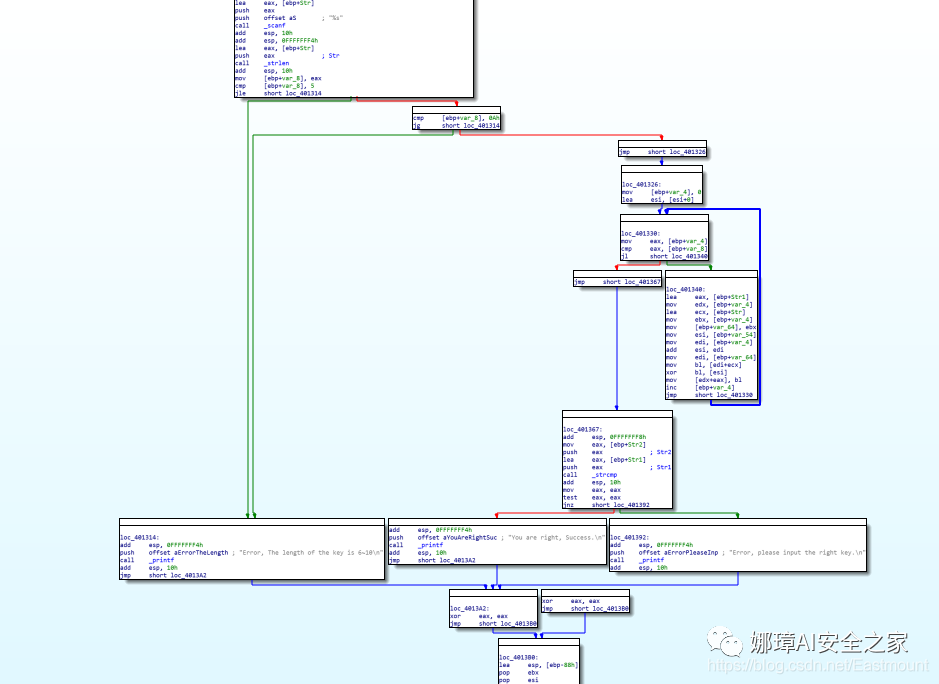 lea eax, [ebp+Str]
push eax
push offset aS ; "%s"
call _scanf
add esp, 10h
add esp, 0FFFFFFF4h
lea eax, [ebp+Str]
push eax ; Str
call _strlen
add esp, 10h
mov [ebp+var_8], eax
cmp [ebp+var_8], 5
jle short loc_401314
cmp [ebp+var_8], 0Ah
jg short loc_401314
jmp short loc_401326
loc_401326:
mov [ebp+var_4], 0
lea esi, [esi+0]
loc_401330:
mov eax, [ebp+var_4]
cmp eax, [ebp+var_8]
jl short loc_401340
jmp short loc_401367
loc_401340:
lea eax, [ebp+Str1]
mov edx, [ebp+var_4]
lea ecx, [ebp+Str]
mov ebx, [ebp+var_4]
mov [ebp+var_64], ebx
mov esi, [ebp+var_54]
mov edi, [ebp+var_4]
add esi, edi
mov edi, [ebp+var_64]
mov bl, [edi+ecx]
xor bl, [esi]
mov [edx+eax], bl
inc [ebp+var_4]
jmp short loc_401330
loc_401367:
add esp, 0FFFFFFF8h
mov eax, [ebp+Str2]
push eax ; Str2
lea eax, [ebp+Str1]
push eax ; Str1
call _strcmp
add esp, 10h
mov eax, eax
test eax, eax
jnz short loc_401392
loc_401314:
add esp, 0FFFFFFF4h
push offset aErrorTheLength ; "Error, The length of the key is 6~10\n"
call _printf
add esp, 10h
jmp short loc_4013A2
add esp, 0FFFFFFF4h
push offset aYouAreRightSuc ; "You are right, Success.\n"
call _printf
add esp, 10h
jmp short loc_4013A2
loc_401392:
add esp, 0FFFFFFF4h
push offset aErrorPleaseInp ; "Error, please input the right key.\n"
call _printf
add esp, 10h
loc_4013A2:
xor eax, eax
jmp short loc_4013B0
xor eax, eax
jmp short loc_4013B0
loc_4013B0:
lea esp, [ebp-88h]
pop ebx
pop esi
娜璋AI安全之家
https://blog.csdn.net/Eastmount